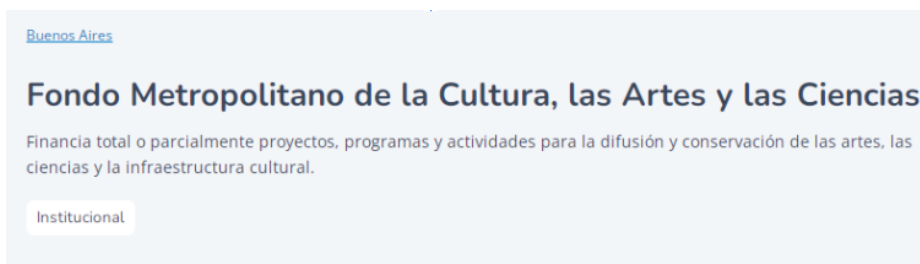 Buenos Aires
Fondo Metropolitano de la Cultura, las Artes y las Ciencias
Financia total o parcialmente proyectos, programas y actividades para la difusión y conservación de las artes, las
ciencias y la infraestructura cultural.
Institucional